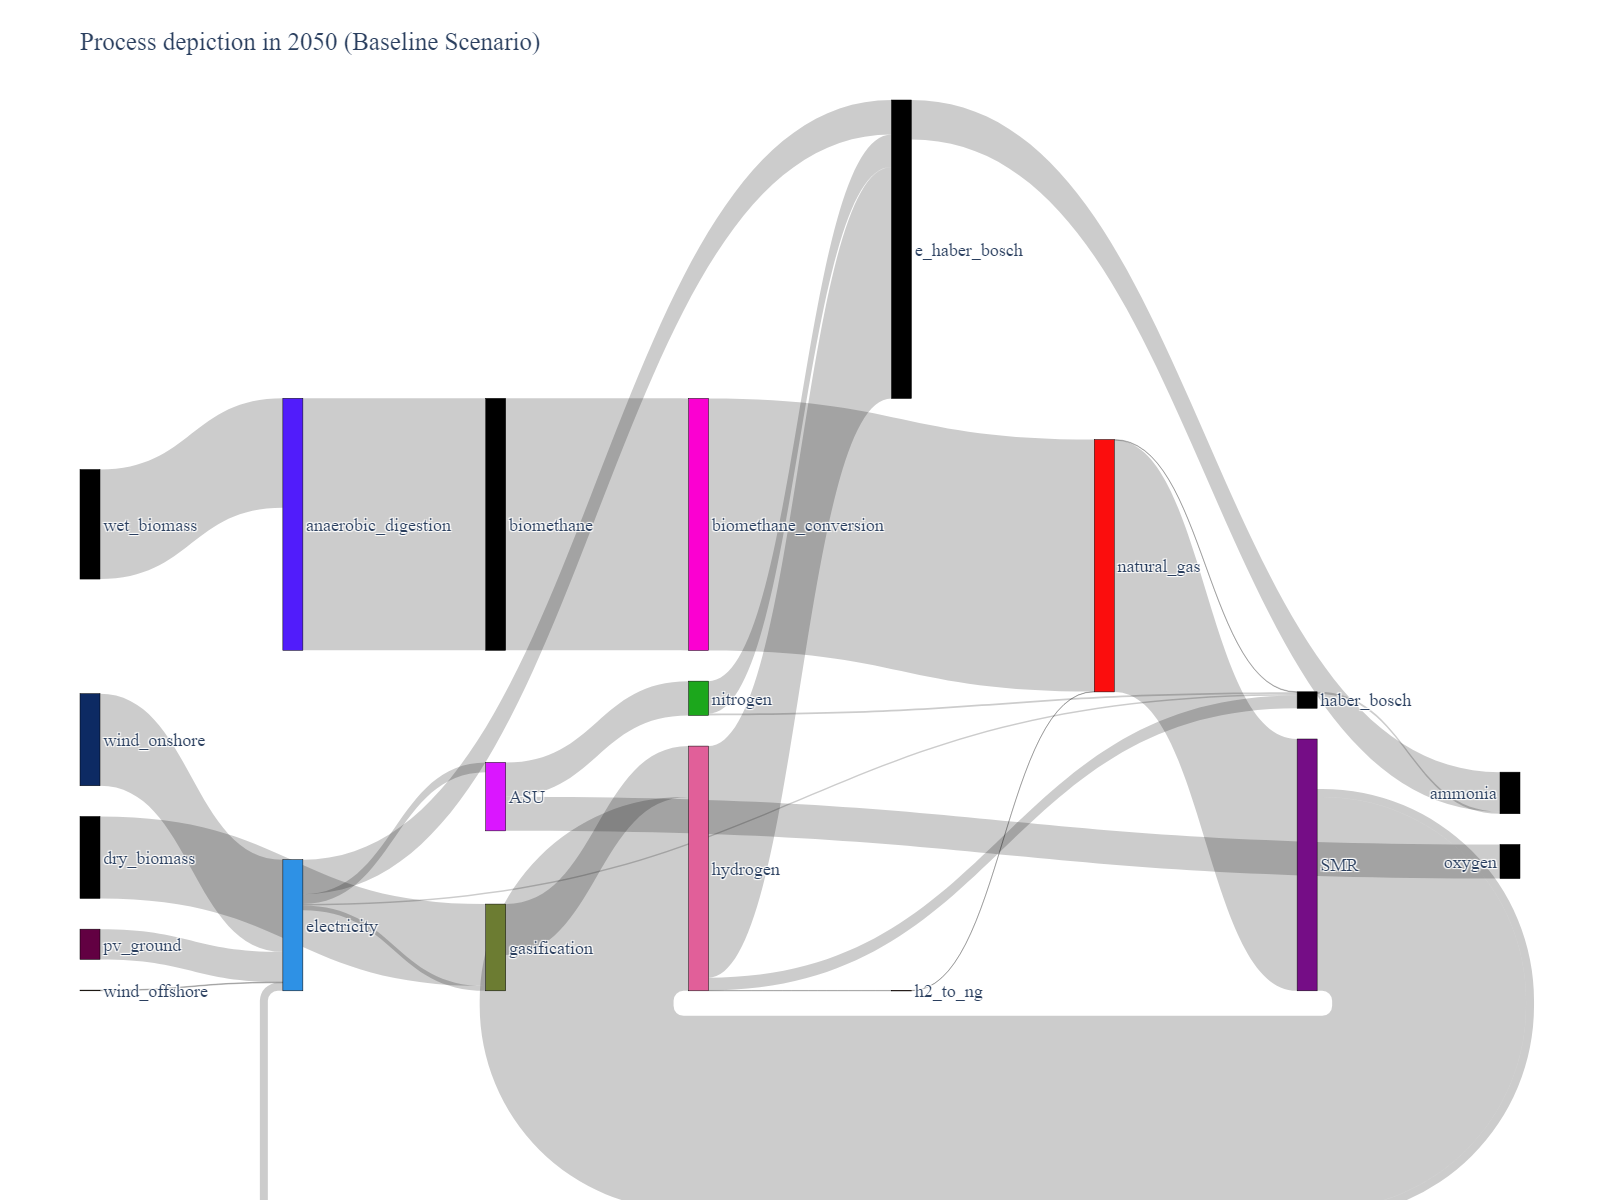 Process depiction in 2050 (Baseline Scenario)
e_haber_bosch
wet_biomass
anaerobic_digestion
biomethane
biomethane_conversion
natural_gas
nitrogen
haber_bosch
wind_onshore
ASU
ammonia
dry_biomass
hydrogen
SMR
oxygen
electricity
pv_ground
gasification
wind_offshore
h2_to_ng